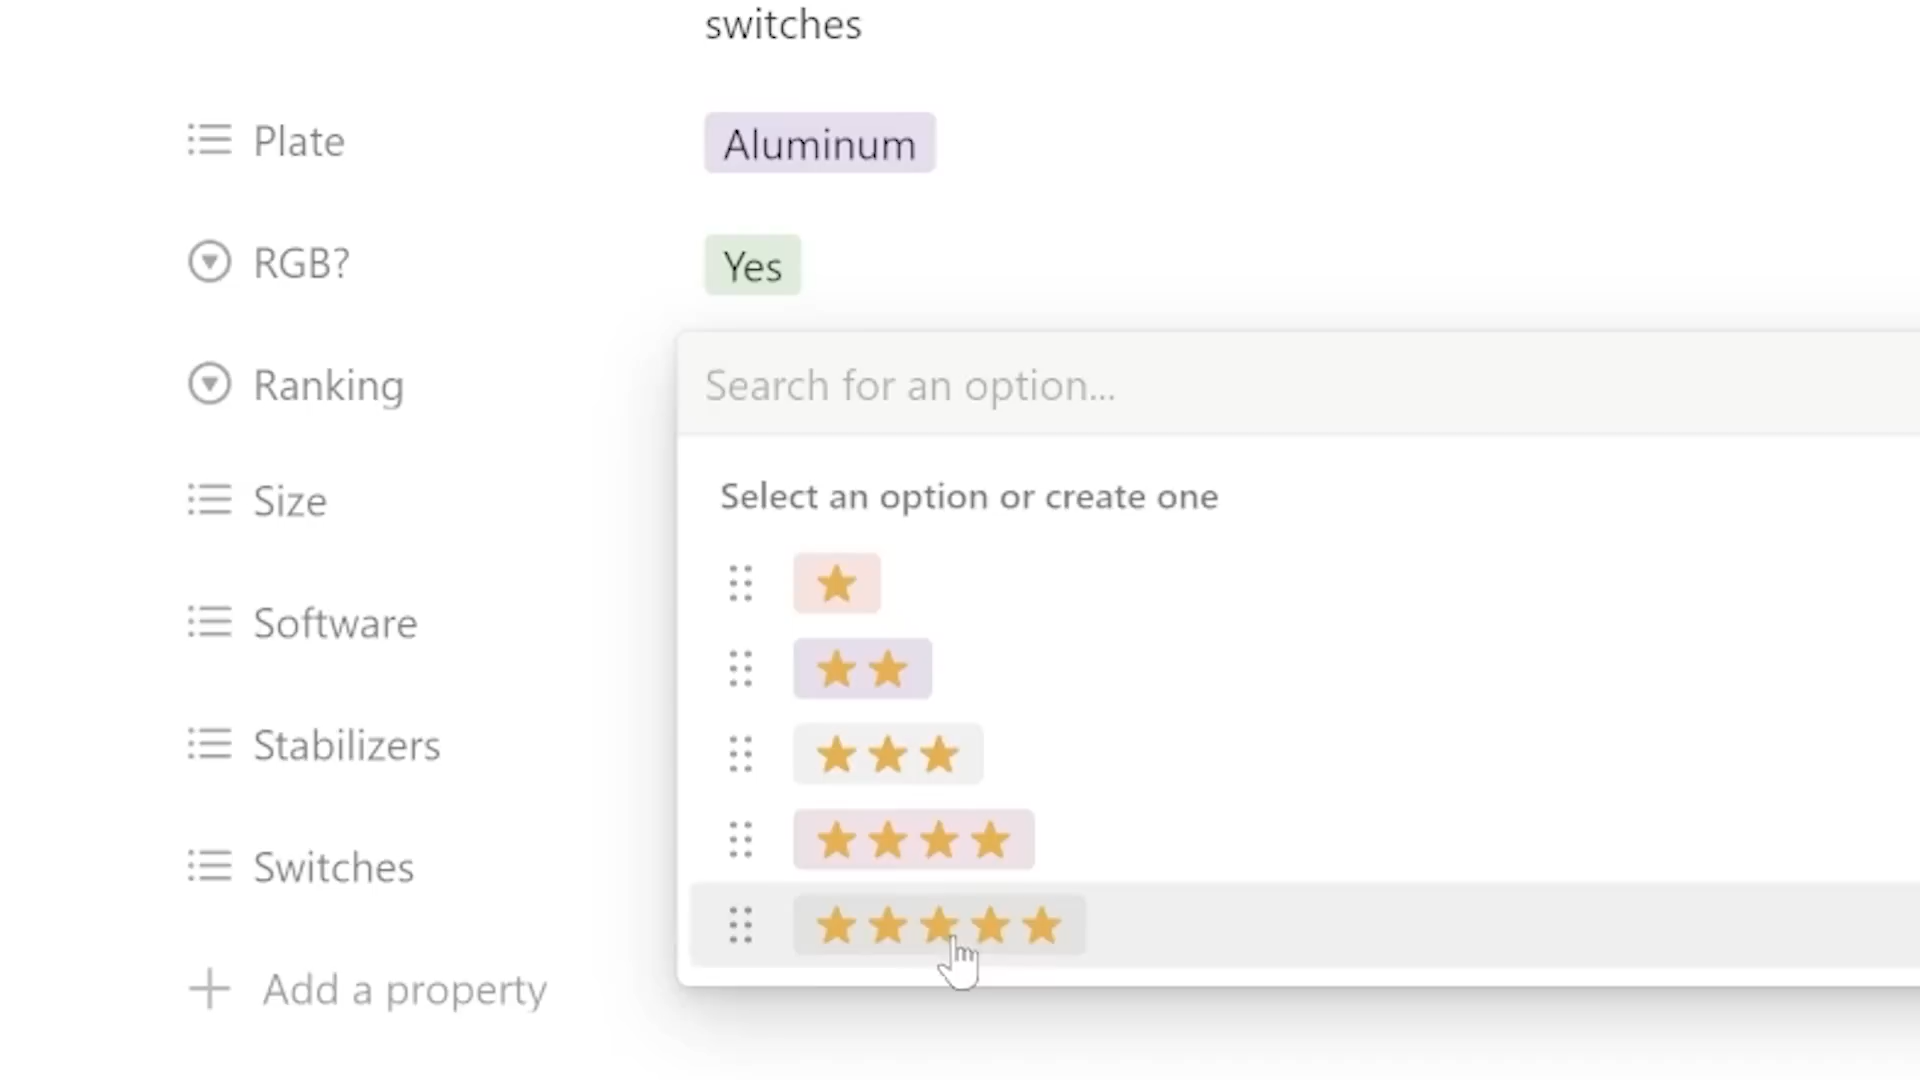 switches
Plate
Aluminum
RGB?
Yes
Ranking
Search for an option...
Select an option or create one
Size
Software
Stabilizers
Switches
Add a property